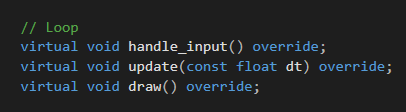 // Loop
virtual void handle_input() override;
virtual void update(const float dt) override;
virtual void draw() override;